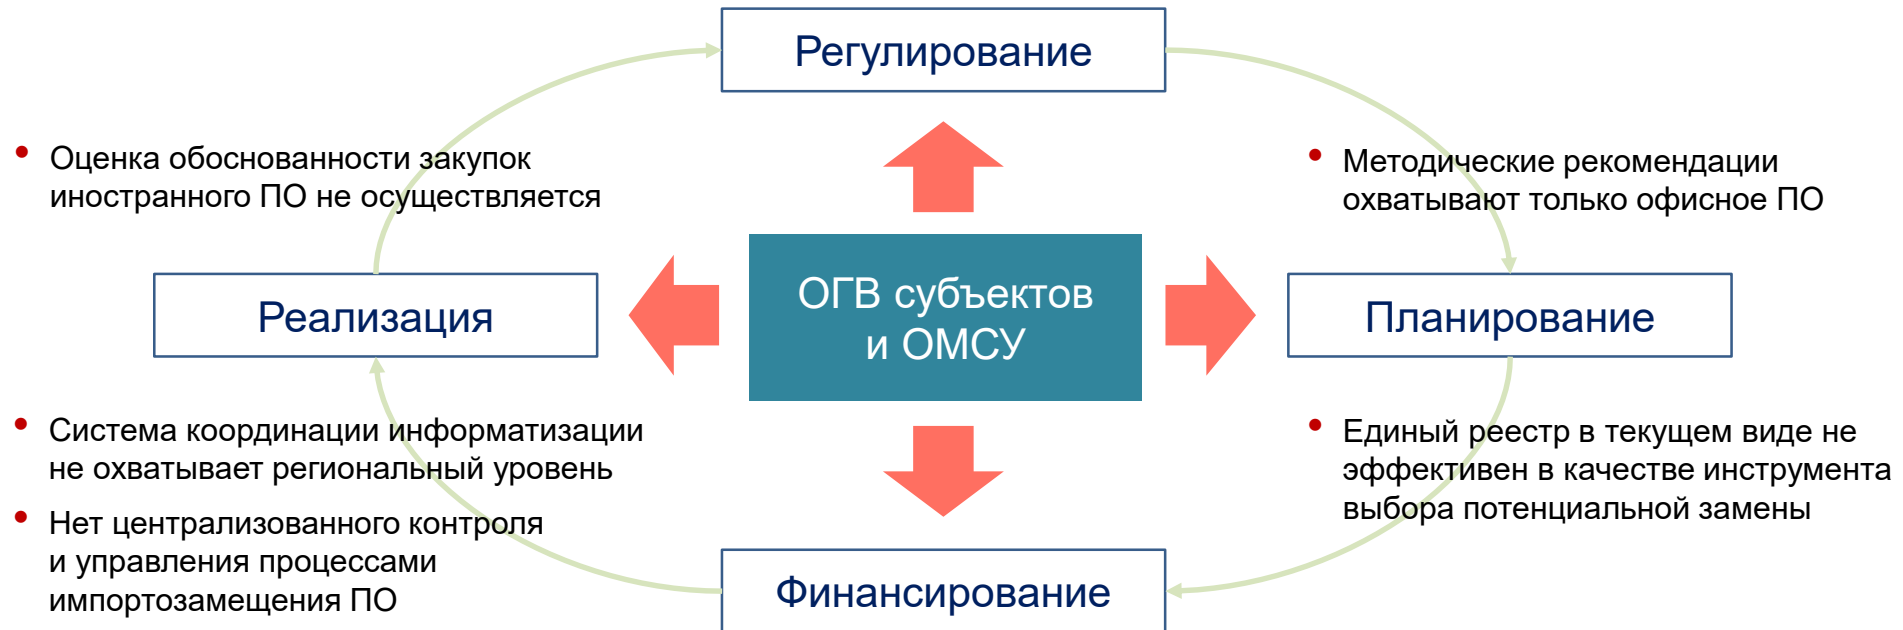 Регулирование
• Оценка обоснованности закупок
иностранного ПО не осуществляется
• Методические рекомендации
охватывают только офисное ПО
Реализация
ОГВ субъектов
и ОМСУ
Планирование
• Система координации информатизации
не охватывает региональный уровень
• Нет централизованного контроля
и управления процессами
импортозамещения ПО
• Единый реестр в текущем виде не
эффективен в качестве инструмента
выбора потенциальной замены
Финансирование